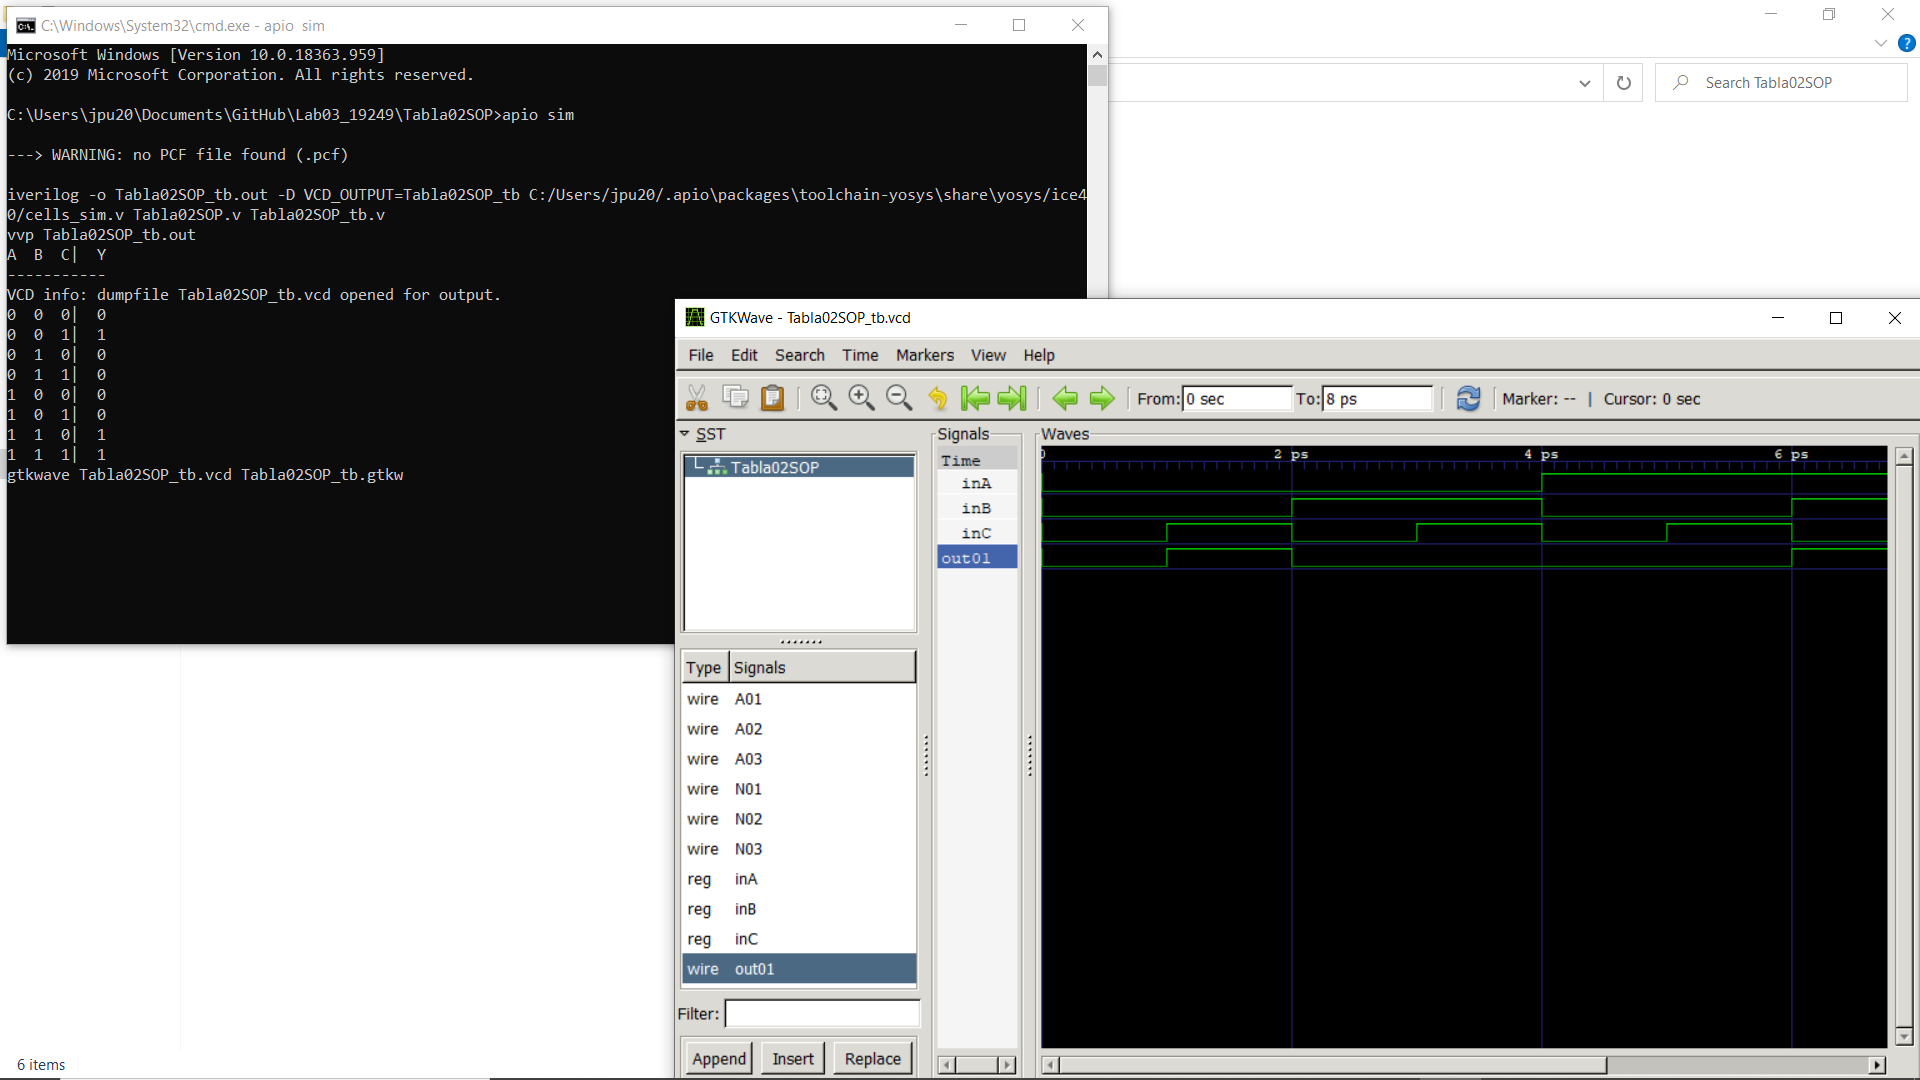 C:\Windows\System32\cmd.exe - apio  sim
Microsoft Windows [Version 10.0.18363.959]
(c) 2019 Microsoft Corporation. All rights reserved.
C:\Users\jpu20\Documents\GitHub\Lab03_19249\Tabla02SOP>apio sim
---> WARNING: no PCF file found (.pcf)
iverilog -o Tabla02SOP_tb.out -D VCD_OUTPUT=Tabla02SOP_tb C:/Users/jpu20/.apio\packages\toolchain-yosys\share\yosys/ice4
0/cells_sim.v Tabla02SOP.v Tabla02SOP_tb.v
vvp Tabla02SOP_tb.out
A  B  C|  Y
-----------
VCD info: dumpfile Tabla02SOP_tb.vcd opened for output.
0  0  0|  0
0  0  1|  1
0  1  0|  0
0  1  1|  0
1  0  0|  0
1  0  1|  0
1  1  0|  1
1  1  1|  1
gtkwave Tabla02SOP_tb.vcd Tabla02SOP_tb.gtkw
?
Search Tabla02SOP
GTKWave - Tabla02SOP_tb.vcd
File Edit Search Time Markers View Help
From: 0 sec To: 8 ps Marker: -- | Cursor: 0 sec
SST
Tabla02SOP
Type Signals
wire A01
wire A02
wire A03
wire N01
wire N02
wire N03
reg inA
reg inB
reg inC
wire out01
Filter:
Append Insert Replace
Signals
Time
inA
inB
inC
out01
Waves
0 2 ps 4 ps 6 ps
6 items